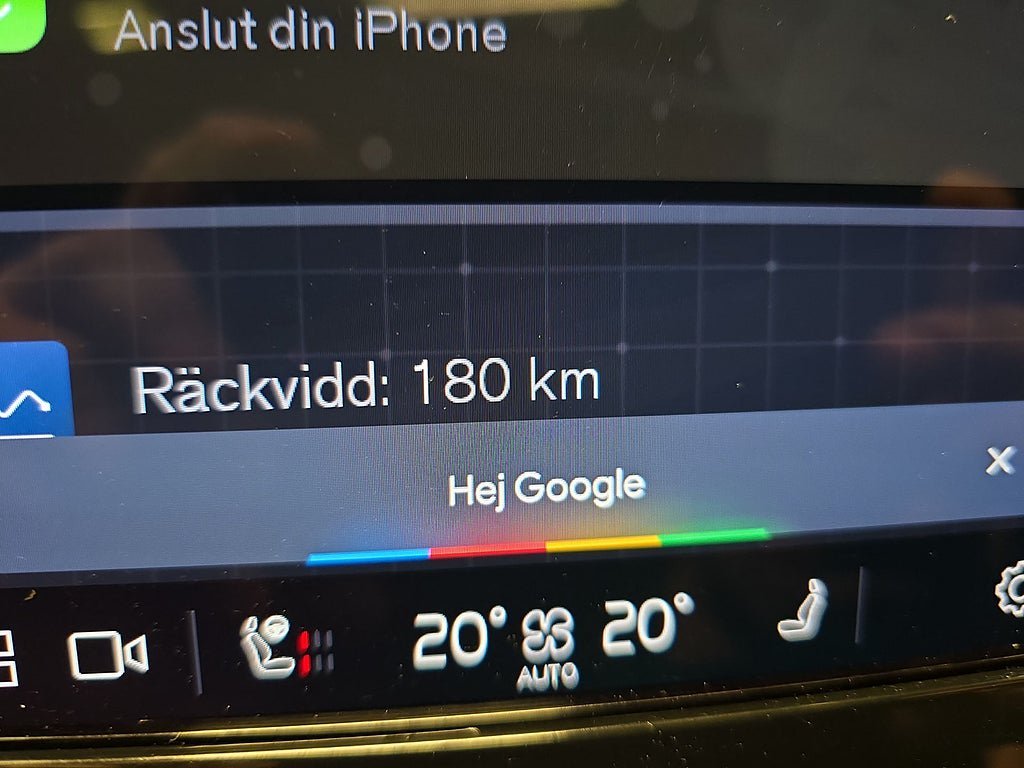 Anslut din iPhone
Räckvidd: 180 km
Hej Google
20° 20°
AUTO